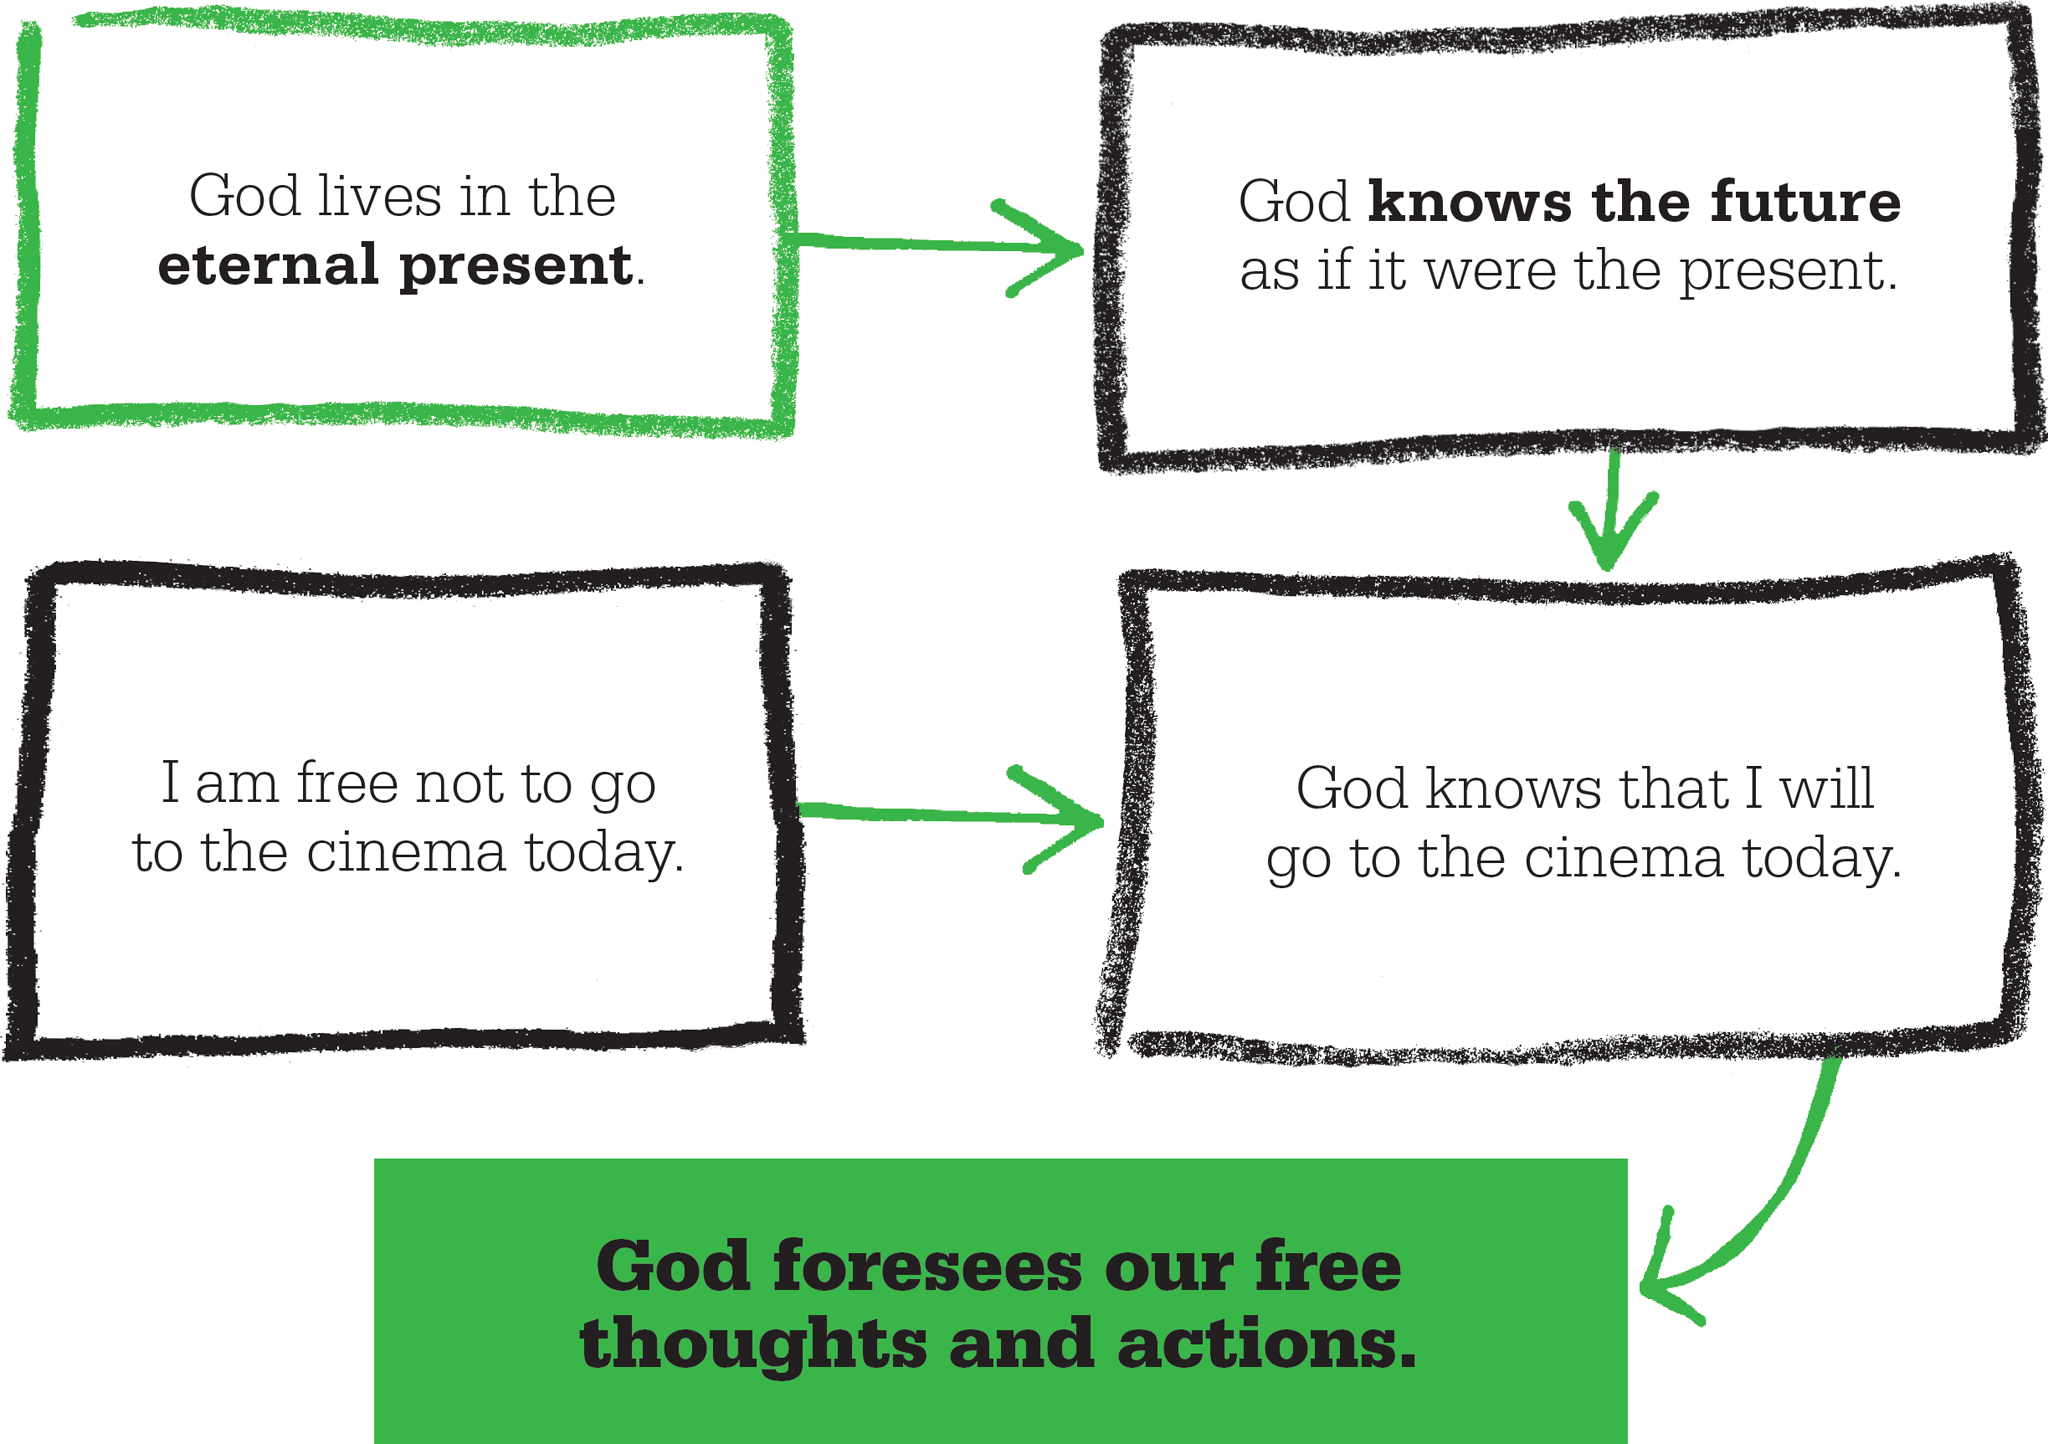 God lives in the
eternal present.
God knows the future
as if it were the present.
I am free not to go
to the cinema today.
God knows that I will
go to the cinema today.
God foresees our free
thoughts and actions.